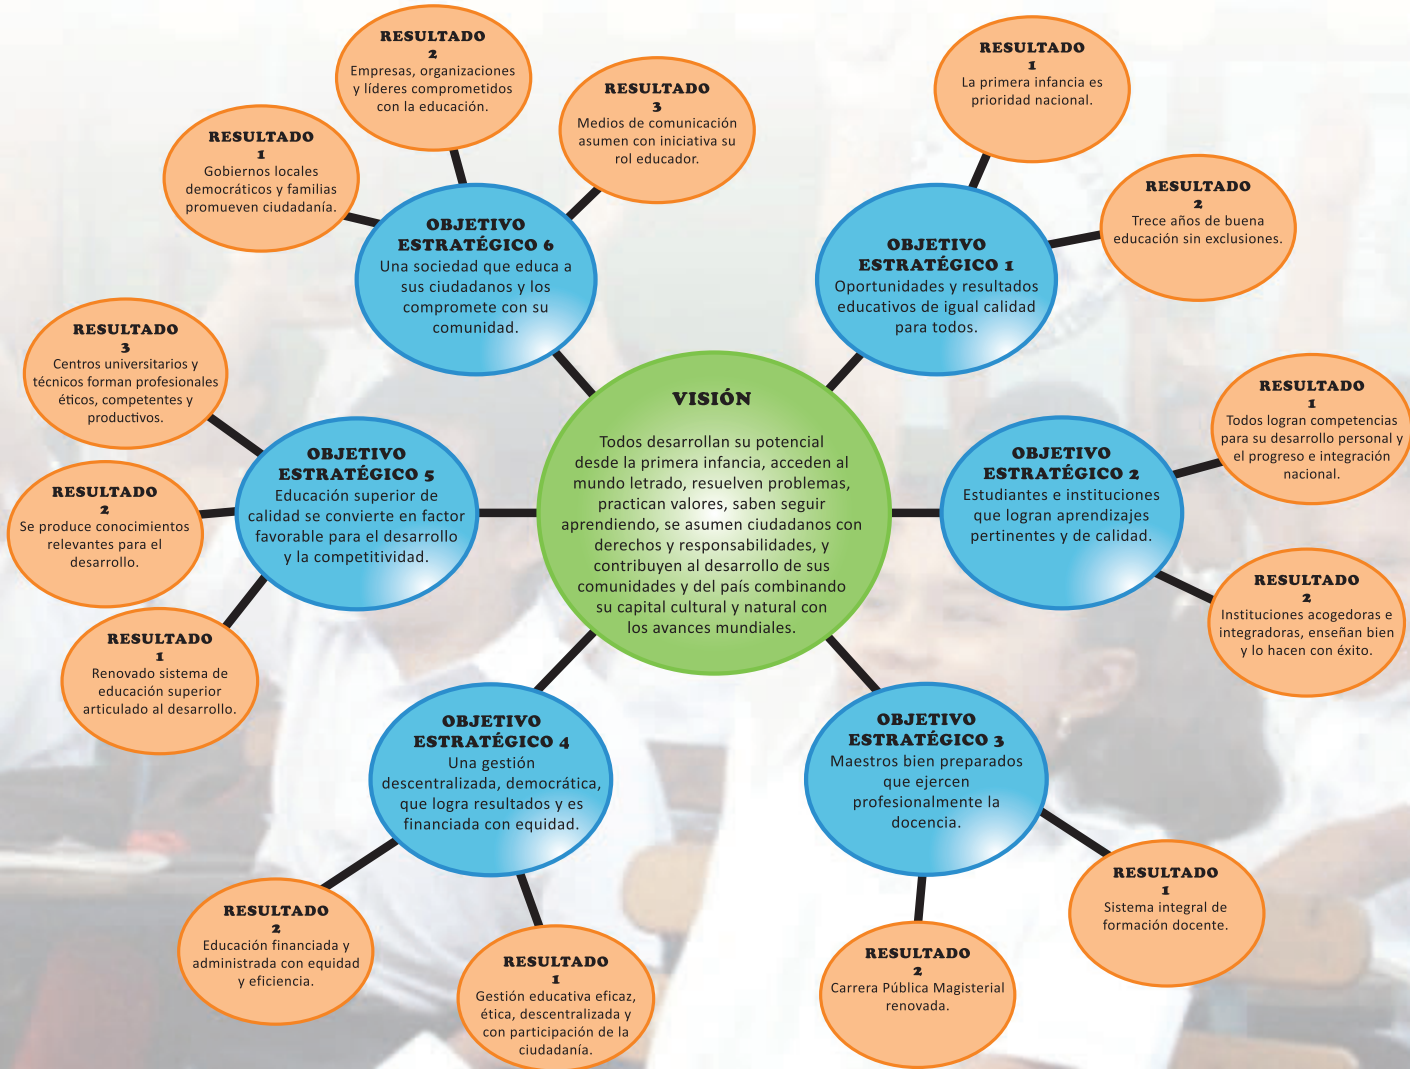 VISIÓN
Todos desarrollan su potencial
desde la primera infancia, acceden al
mundo letrado, resuelven problemas,
practican valores, saben seguir
aprendiendo, se asumen ciudadanos con
derechos y responsabilidades, y
contribuyen al desarrollo de sus
comunidades y del país combinando
su capital cultural y natural con
los avances mundiales.
OBJETIVO
ESTRATÉGICO 1
Oportunidades y resultados
educativos de igual calidad
para todos.
RESULTADO
1
La primera infancia es
prioridad nacional.
RESULTADO
2
Trece años de buena
educación sin exclusiones.
OBJETIVO
ESTRATÉGICO 2
Estudiantes e instituciones
que logran aprendizajes
pertinentes y de calidad.
RESULTADO
1
Todos logran competencias
para su desarrollo personal y
el progreso e integración
nacional.
RESULTADO
2
Instituciones acogedoras e
integradoras, enseñan bien
y lo hacen con éxito.
OBJETIVO
ESTRATÉGICO 3
Maestros bien preparados
que ejercen
profesionalmente la
docencia.
RESULTADO
1
Sistema integral de
formación docente.
RESULTADO
2
Carrera Pública Magisterial
renovada.
OBJETIVO
ESTRATÉGICO 4
Una gestión
descentralizada, democrática,
que logra resultados y es
financiada con equidad.
RESULTADO
1
Gestión educativa eficaz,
ética, descentralizada y
con participación de la
ciudadanía.
RESULTADO
2
Educación financiada y
administrada con equidad
y eficiencia.
OBJETIVO
ESTRATÉGICO 5
Educación superior de
calidad se convierte en factor
favorable para el desarrollo
y la competitividad.
RESULTADO
1
Renovado sistema de
educación superior
articulado al desarrollo.
RESULTADO
2
Se produce conocimientos
relevantes para el
desarrollo.
RESULTADO
3
Centros universitarios y
técnicos forman profesionales
éticos, competentes y
productivos.
OBJETIVO
ESTRATÉGICO 6
Una sociedad que educa a
sus ciudadanos y los
compromete con su
comunidad.
RESULTADO
1
Gobiernos locales
democráticos y familias
promueven ciudadanía.
RESULTADO
2
Empresas, organizaciones
y líderes comprometidos
con la educación.
RESULTADO
3
Medios de comunicación
asumen con iniciativa su
rol educador.